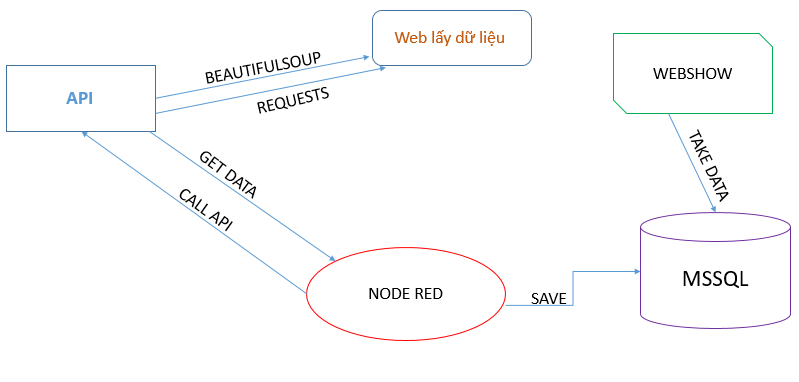 Web lấy dữ liệu
BEAUTIFULSOUP
REQUESTS
API
WEBSHOW
GET DATA
CALL API
TAKE DATA
NODE RED
SAVE
MSSQL